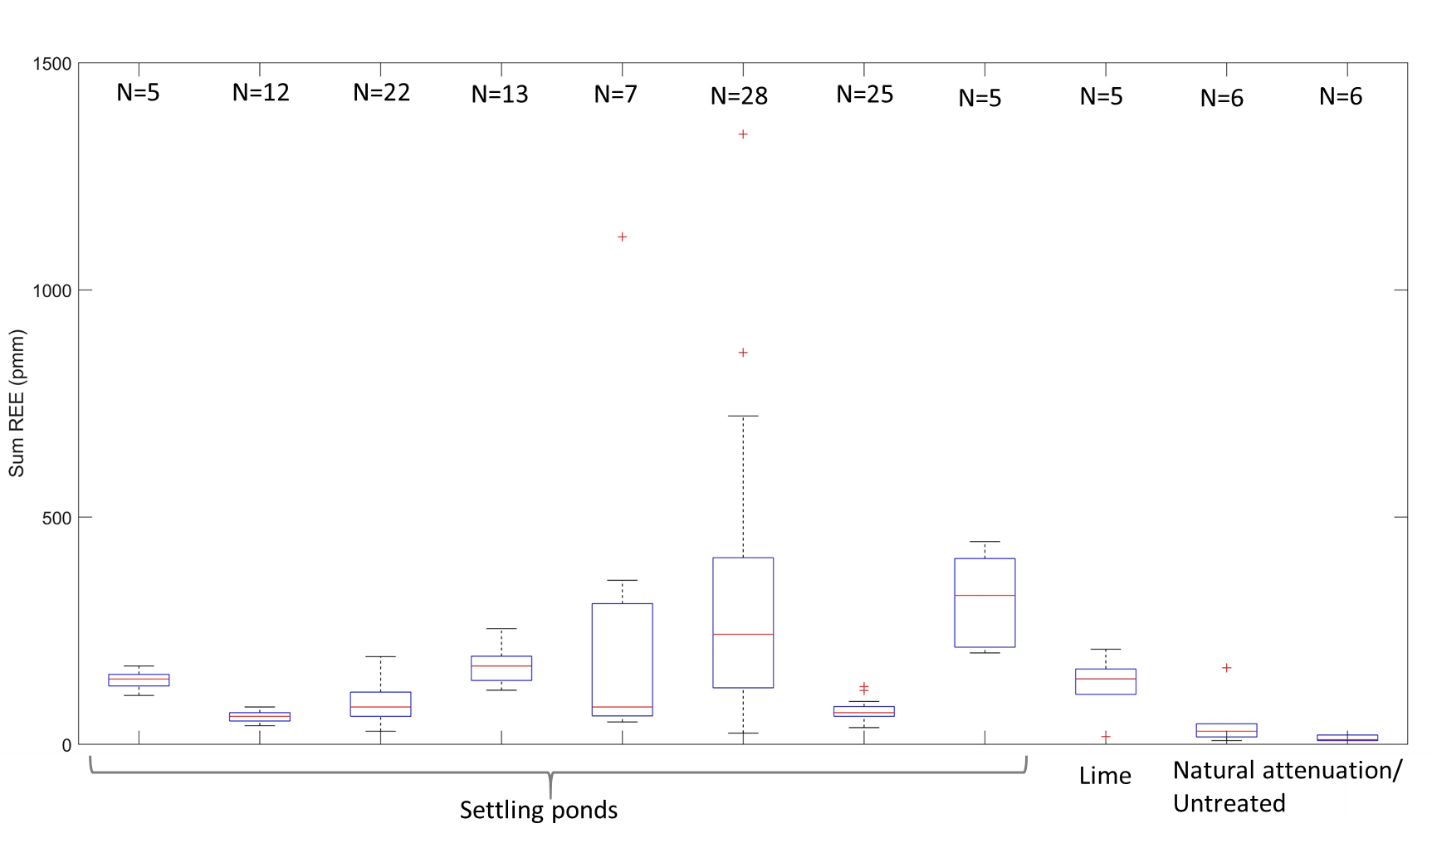 1500
N=5
N=12
N=22
N=13
N=7
N=28
N=25
N=5
N=5
N=6
N=6
1000
Sum REE (pmm)
500
0
Lime
Natural attenuation/
Untreated
Settling ponds